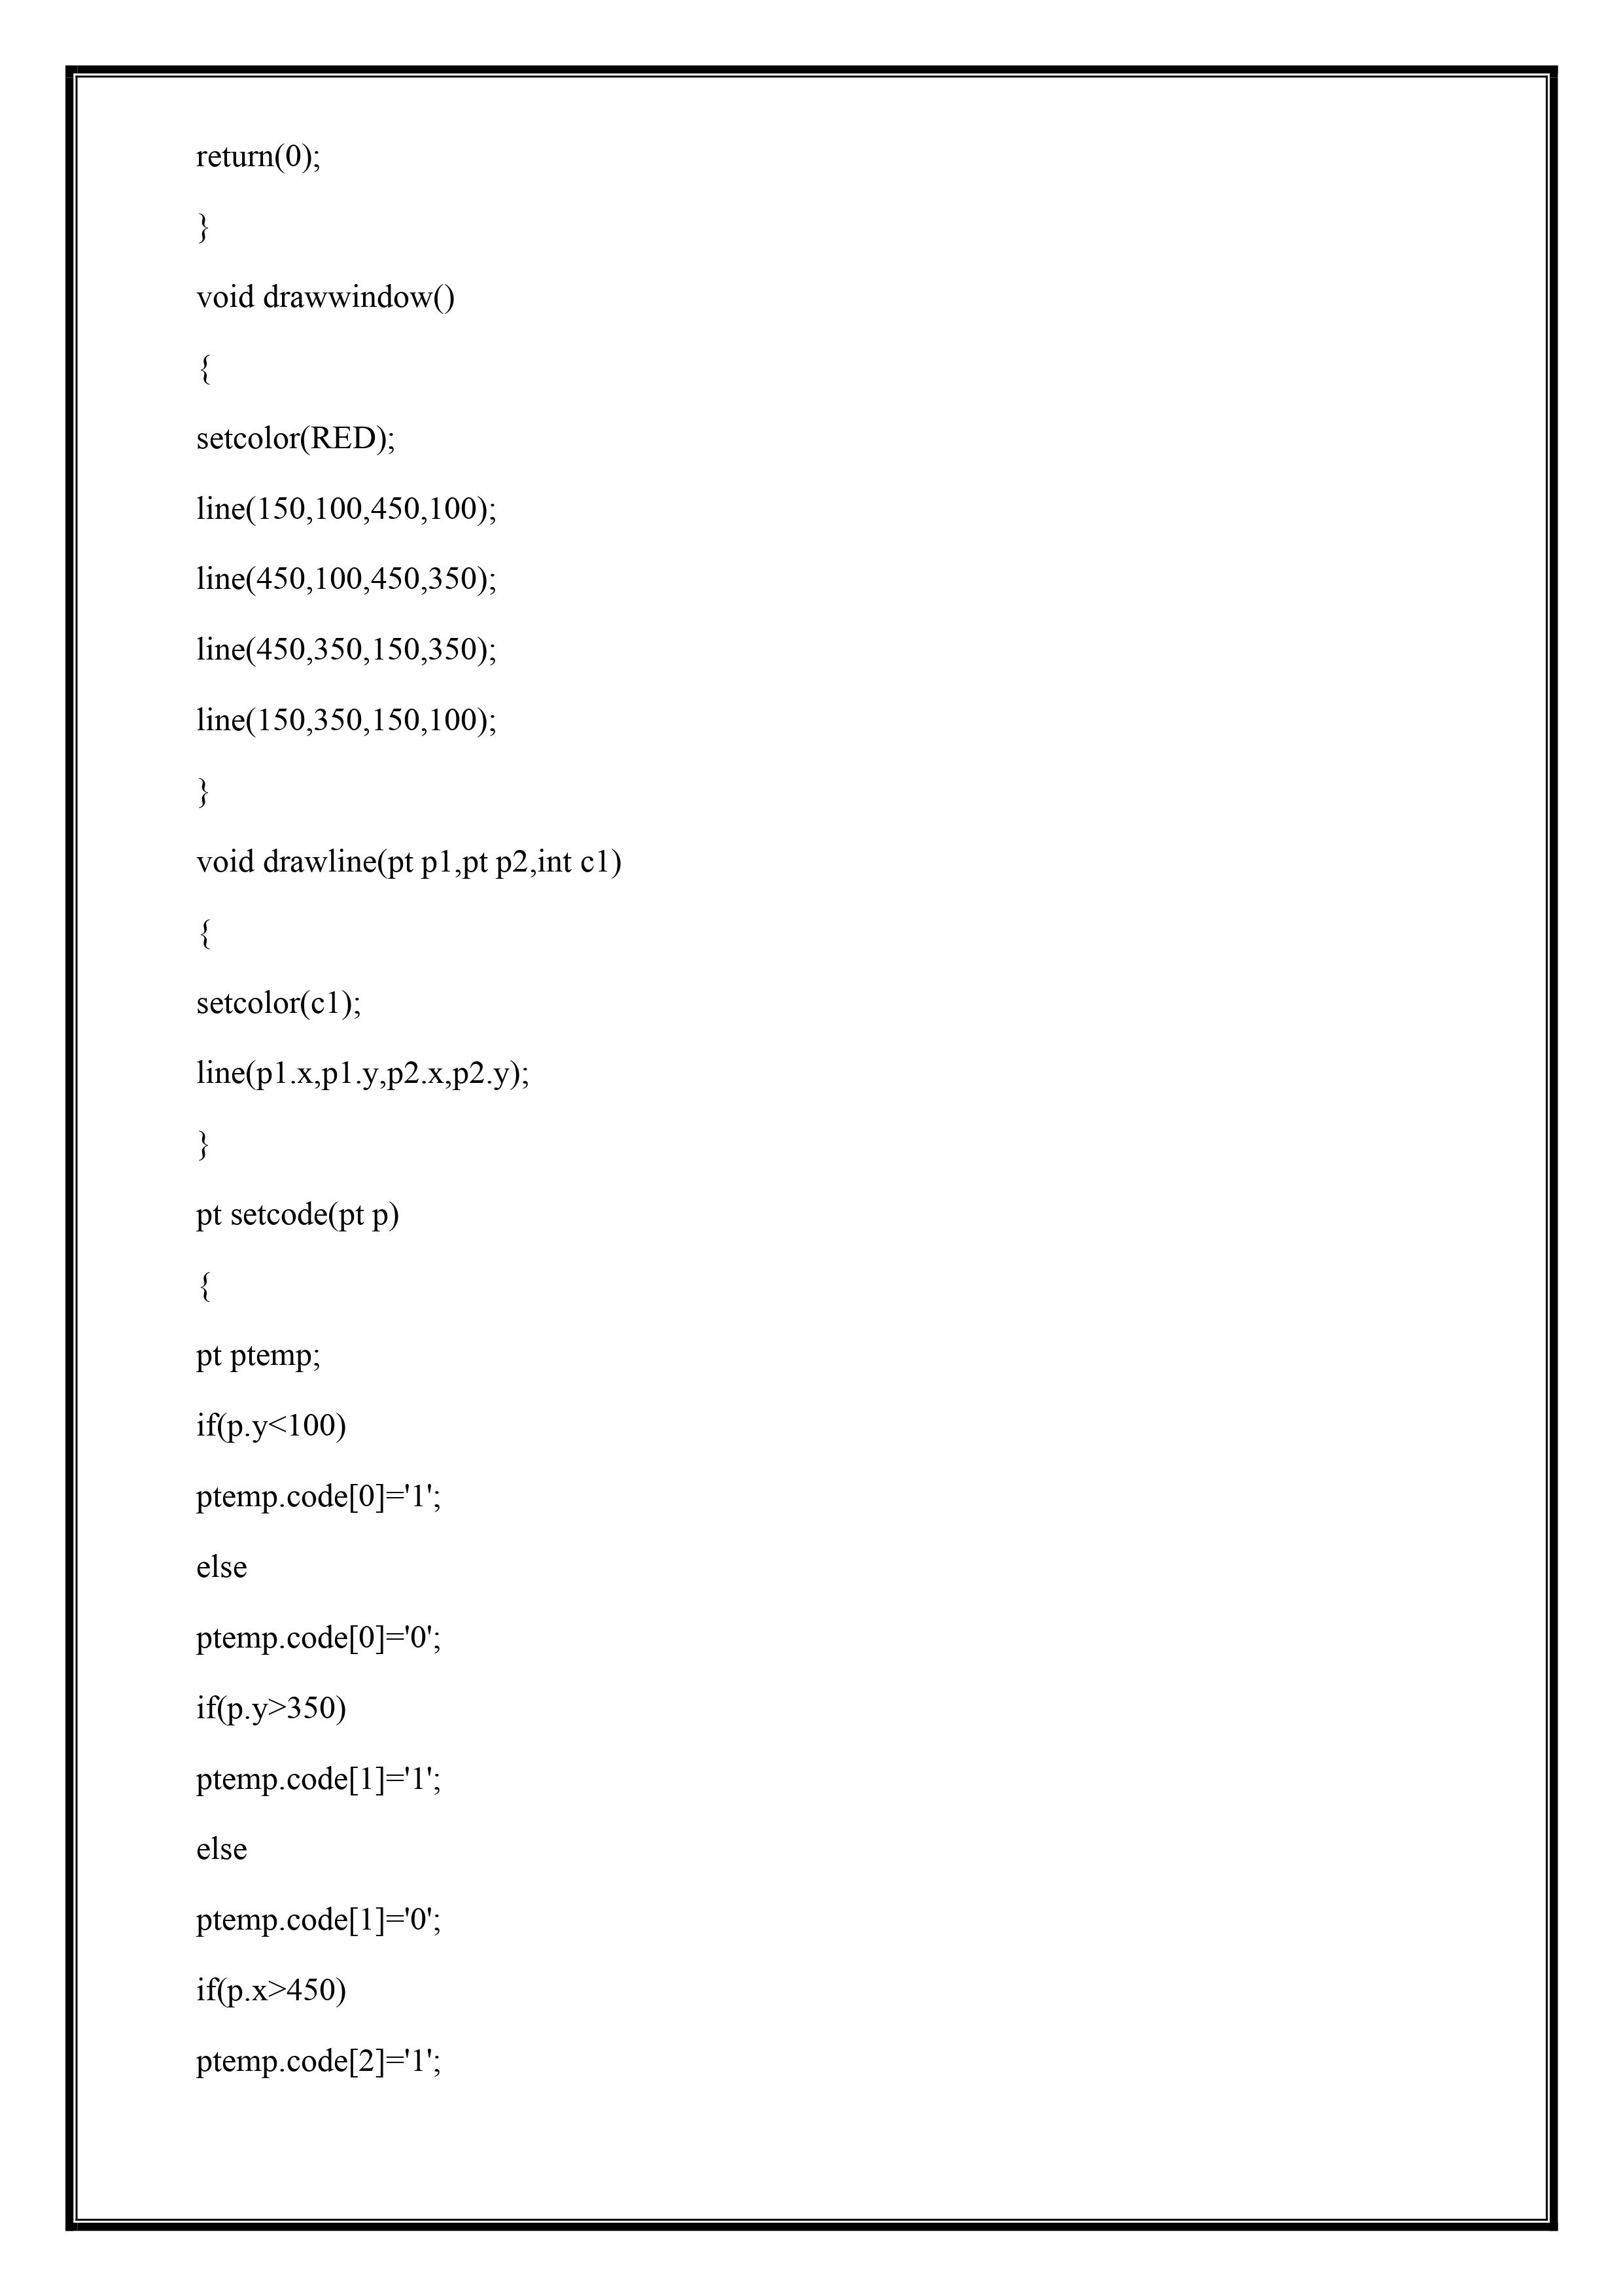 return(0);
}
void drawwindow()
{
setcolor(RED);
line(150,100,450,100);
line(450,100,450,350);
line(450,350,150,350);
line(150,350,150,100);
}
void drawline(pt p1,pt p2,int c1)
{
setcolor(c1);
line(p1.x,p1.y,p2.x,p2.y);
}
pt setcode(pt p)
{
pt ptemp;
if(p.y<100)
ptemp.code[0]='1';
else
ptemp.code[0]='0';
if(p.y>350)
ptemp.code[1]='1';
else
ptemp.code[1]='0';
if(p.x>450)
ptemp.code[2]='1';